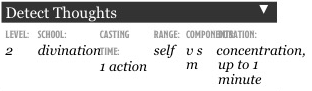 Detect Thoughts ▼
LEVEL: SCHOOL: CASTING TIME: RANGE: COMPONENTS: DURATION:
2 divination 1 action self v s m concentration, up to 1 minute